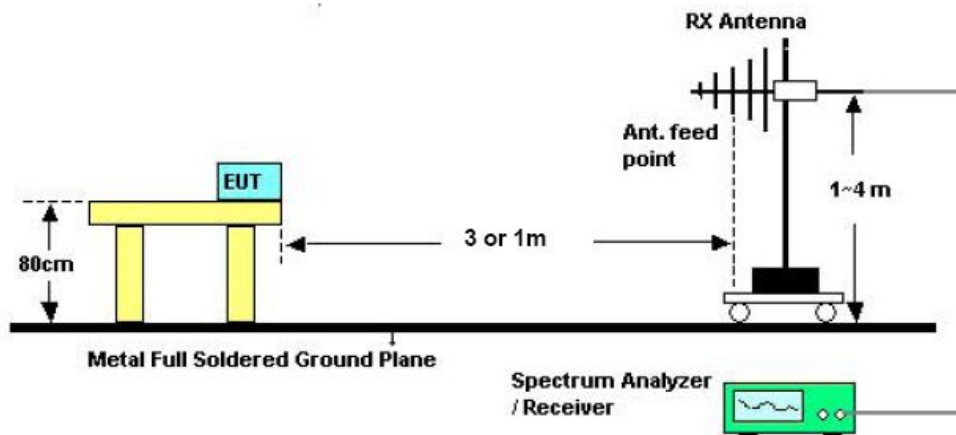 RX Antenna
Ant. feed
point
EUT
1~4 m
3 or 1m
80cm
Metal Full Soldered Ground Plane
Spectrum Analyzer
/ Receiver